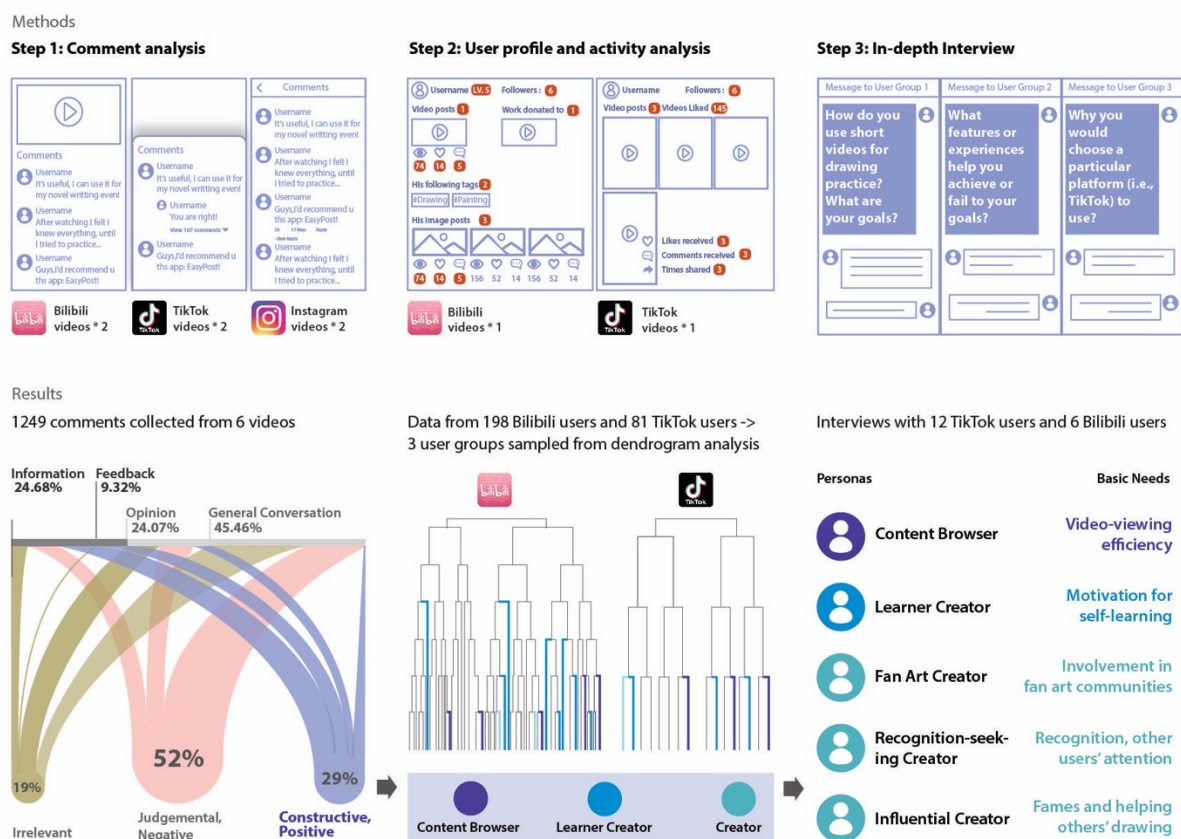 Methods
Step 1: Comment analysis
Comments
Username
It's useful, I can use it for
my novel writting even!
Username
After watching I felt I
knew everything, until
I tried to practice...
Username
Guys,I'd recommend u
ths app: EasyPost!
Comments
Username
It's useful, I can use it for
my novel writting even!
Username
You are right!
View 167 comments
Username
Guys,I'd recommend u
ths app: EasyPost!
< Comments
Username
It's useful, I can use it for
my novel writting even!
Username
After watching I felt I
knew everything, until
I tried to practice...
Username
Guys,I'd recommend u
ths app: EasyPost!
2h 17 likes Reply
- View Reply
Username
After watching I felt I
knew everything, until
I tried to practice...
bilibili
Bilibili
videos * 2
TikTok
TikTok
videos * 2
Instagram
videos * 2
Step 2: User profile and activity analysis
Username LV. 5 Followers : 6
Video posts 1 Work donated to 1
74 14 5
His following tags 2
#Drawing #Painting
His image posts 3
74 14 5 156 52 14 156 52 14
Username Followers : 6
Video posts 3 Videos Liked 145
Likes received 3
Comments received 3
Times shared 3
bilibili
Bilibili
videos * 1
TikTok
TikTok
videos * 1
Step 3: In-depth Interview
Message to User Group 1
How do you
use short
videos for
drawing
practice?
What are
your goals?
Message to User Group 2
What
features or
experiences
help you
achieve or
fail to your
goals?
Message to User Group 3
Why you
would
choose a
particular
platform (i.e.,
TikTok) to
use?
Results
1249 comments collected from 6 videos
Information
24.68%
Feedback
9.32%
Opinion
24.07%
General Conversation
45.46%
19%
52%
29%
Irrelevant
Judgemental,
Negative
Constructive,
Positive
Data from 198 Bilibili users and 81 TikTok users ->
3 user groups sampled from dendrogram analysis
bilibili
TikTok
Content Browser
Learner Creator
Creator
Interviews with 12 TikTok users and 6 Bilibili users
Personas Basic Needs
Content Browser
Video-viewing
efficiency
Learner Creator
Motivation for
self-learning
Fan Art Creator
Involvement in
fan art communities
Recognition-seek-
ing Creator
Recognition, other
users' attention
Influential Creator
Fames and helping
others' drawing